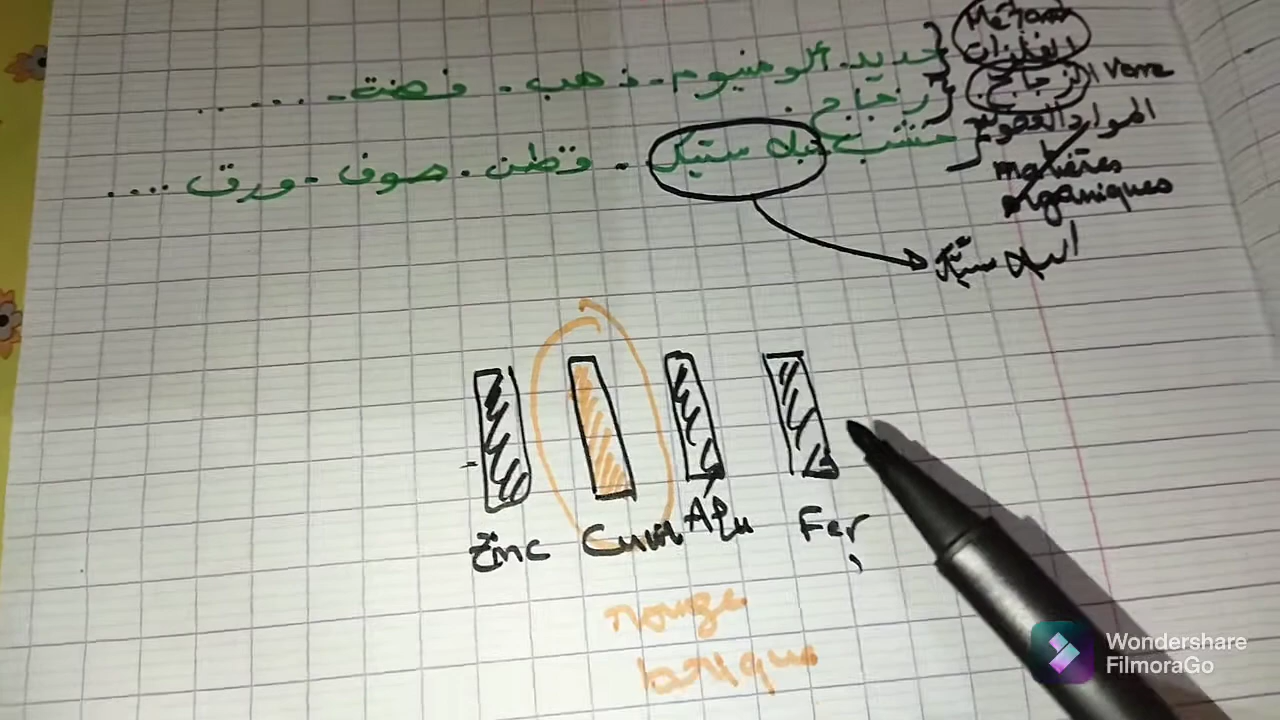 Métaux
حديد - ألومنيوم - ذهب - فضة - ..... } الفلزات
زجاج } الزجاج Verre
خشب - بلاستيك - قطن - صوف - ورق .... } المواد العضوية
matières
organiques
البلاستيك
Zinc Cuivre Alu Fer
rouge
brique
Wondershare
FilmoraGo